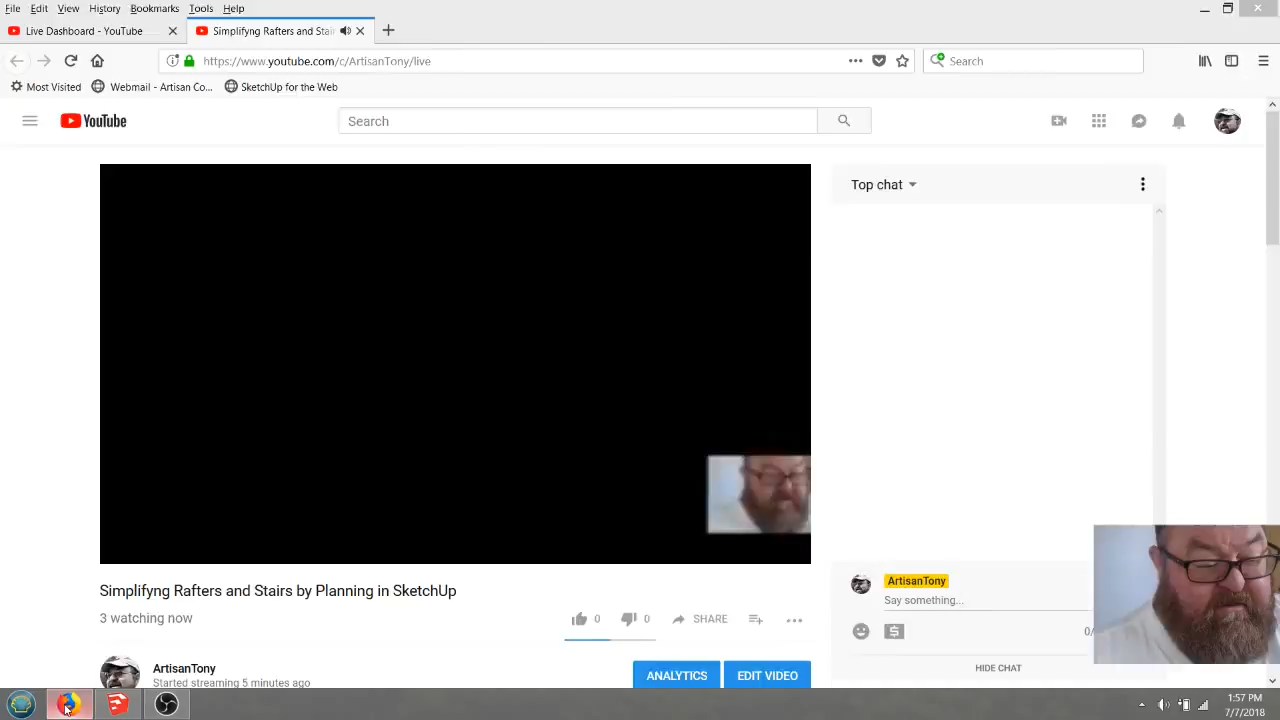 File Edit View History Bookmarks Tools Help
Live Dashboard - YouTube
Simplifyng Rafters and Stair
https://www.youtube.com/c/ArtisanTony/live
Search
Most Visited
Webmail - Artisan Co...
SketchUp for the Web
YouTube
Search
Top chat
Simplifyng Rafters and Stairs by Planning in SketchUp
3 watching now
0
0
SHARE
ArtisanTony
Started streaming 5 minutes ago
ANALYTICS
EDIT VIDEO
ArtisanTony
Say something...
0/
HIDE CHAT
1:57 PM
7/7/2018